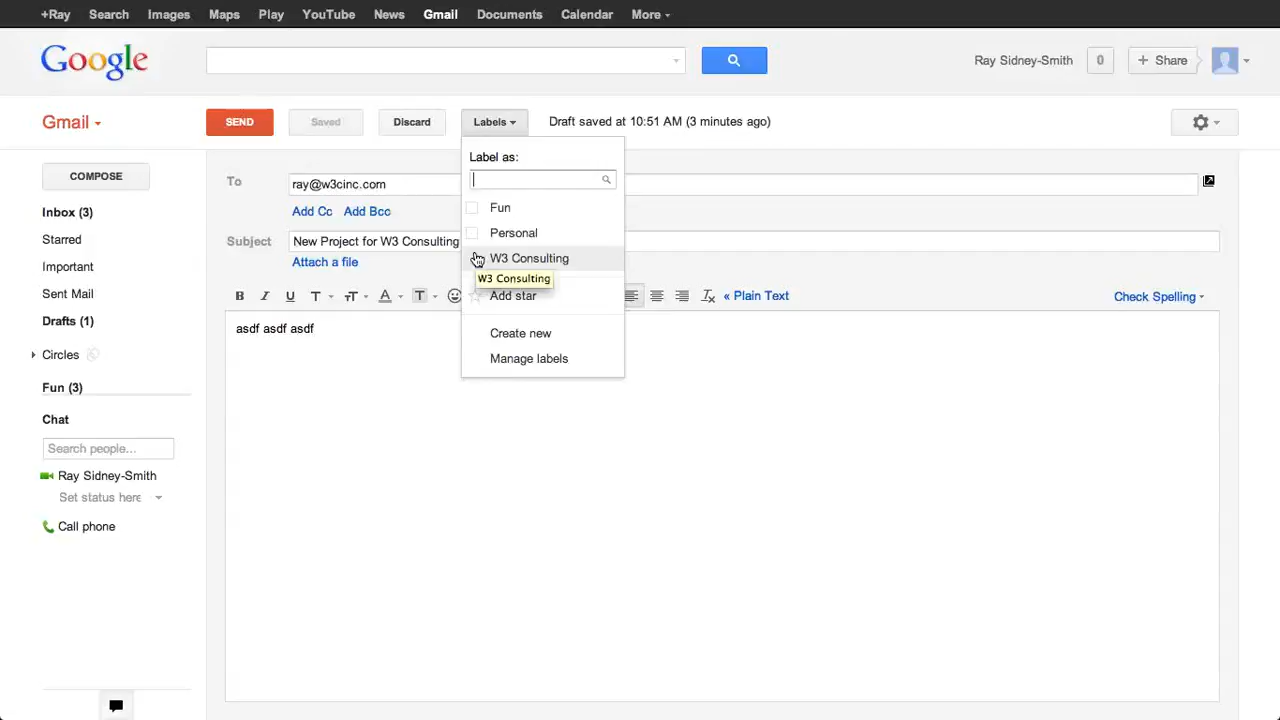 +Ray Search Images Maps Play YouTube News Gmail Documents Calendar More
Google
Ray Sidney-Smith 0 + Share
Gmail
SEND Saved Discard Labels Draft saved at 10:51 AM (3 minutes ago)
COMPOSE
Inbox (3)
Starred
Important
Sent Mail
Drafts (1)
Circles
Fun (3)
Chat
Search people...
Ray Sidney-Smith
Set status here
Call phone
To ray@w3cinc.com
Add Cc Add Bcc
Subject New Project for W3 Consulting
Attach a file
B I U T T A T « Plain Text Check Spelling
asdf asdf asdf
Label as:
Fun
Personal
W3 Consulting
W3 Consulting
Add star
Create new
Manage labels